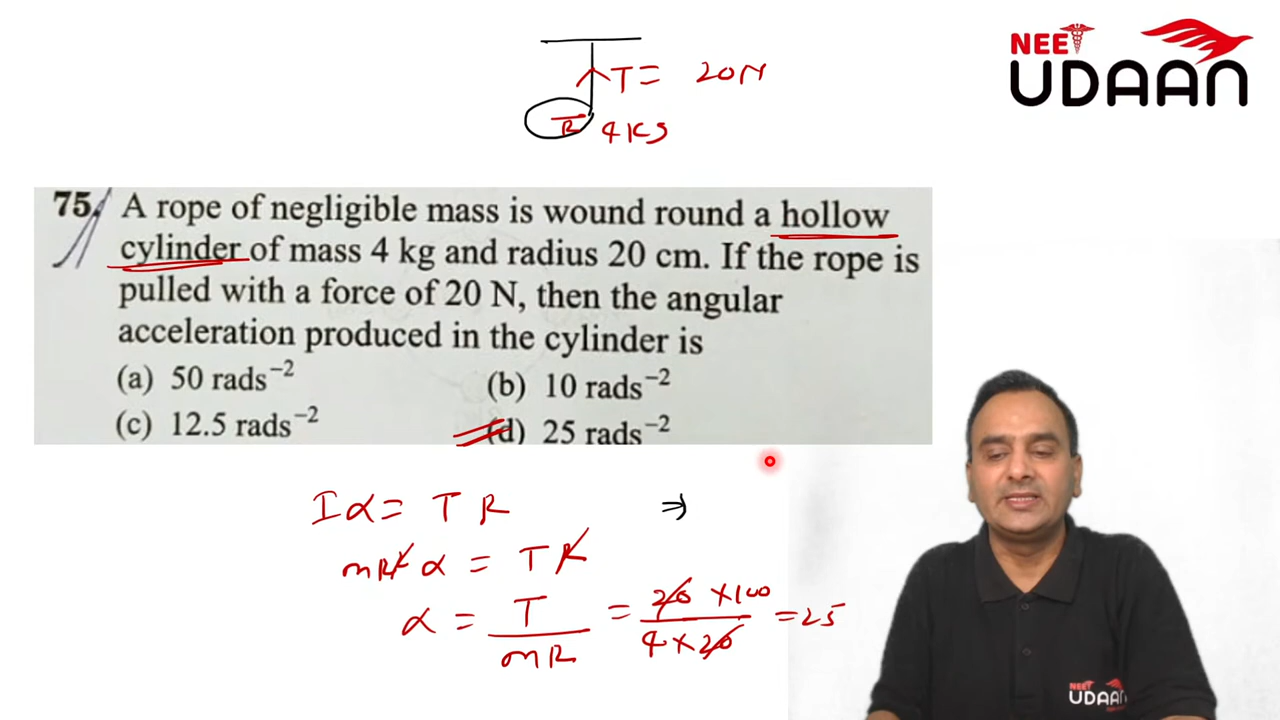 T = 20N
R 4KG
NEET
UDAAN
75. A rope of negligible mass is wound round a hollow
cylinder of mass 4 kg and radius 20 cm. If the rope is
pulled with a force of 20 N, then the angular
acceleration produced in the cylinder is
(a) 50 rads⁻² (b) 10 rads⁻²
(c) 12.5 rads⁻² (d) 25 rads⁻²
Iα = T R ⇒
mR² α = T R
α = T / mR = 20 × 100 / 4 × 20 = 25
NEET
UDAAN